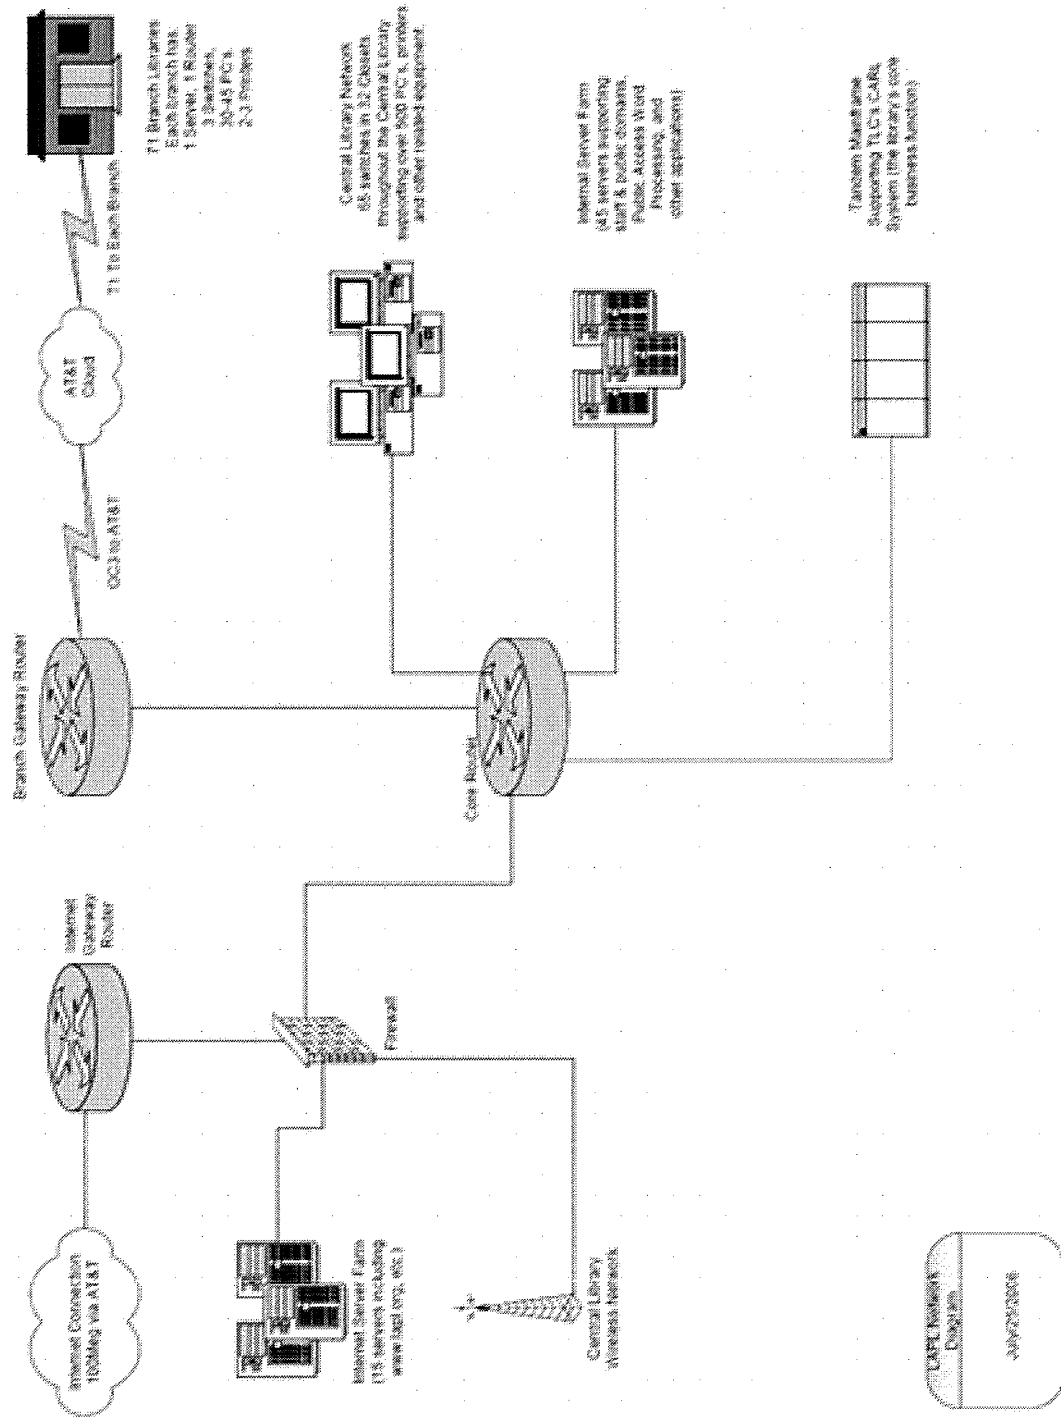 Internet Connection
100Meg via AT&T
Internet
Gateway
Router
Branch Gateway Router
OC3 to AT&T
AT&T
Cloud
T1 To Each Branch
71 Branch Libraries
Each Branch has:
1 Server, 1 Router
3 Switches,
PC's
2-3 Printers
Internet Server Farm
(15 servers including
www.lapl.org, etc.)
Firewall
Central Library
Wireless Network
Core Router
Central Library Network
switches in 32 Closets
throughout the Central Library
supporting over 500 PC's, printers,
and other related equipment.
Internal Server Farm
(45 servers supporting
staff & public domains,
Public Access Word
Processing, and
other applications)
Tandem Mainframe
Supporting TLC's CARL
System (the library's core
business function)
LAPL Network
Diagram